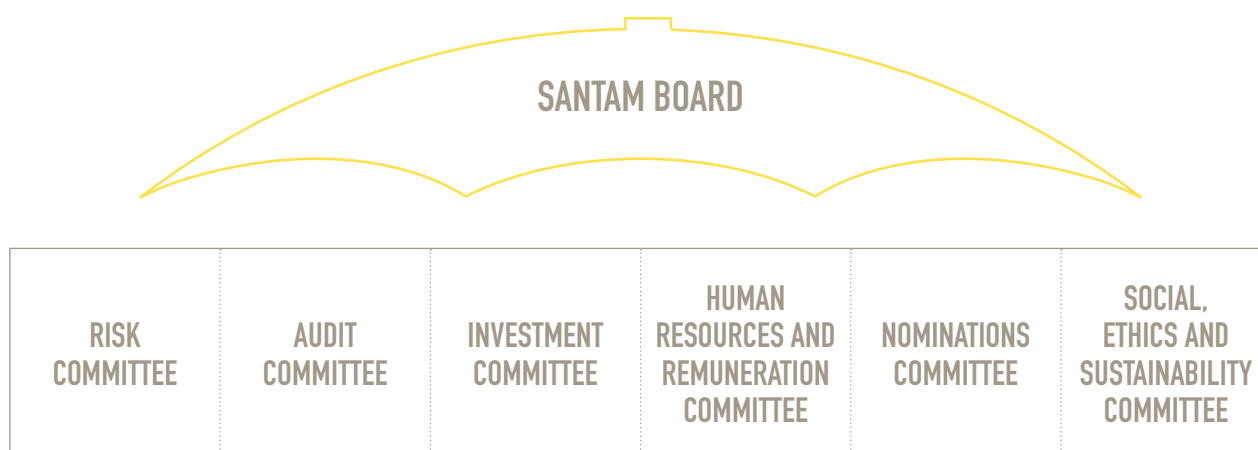 SANTAM BOARD
RISK
COMMITTEE
AUDIT
COMMITTEE
INVESTMENT
COMMITTEE
HUMAN
RESOURCES AND
REMUNERATION
COMMITTEE
NOMINATIONS
COMMITTEE
SOCIAL,
ETHICS AND
SUSTAINABILITY
COMMITTEE